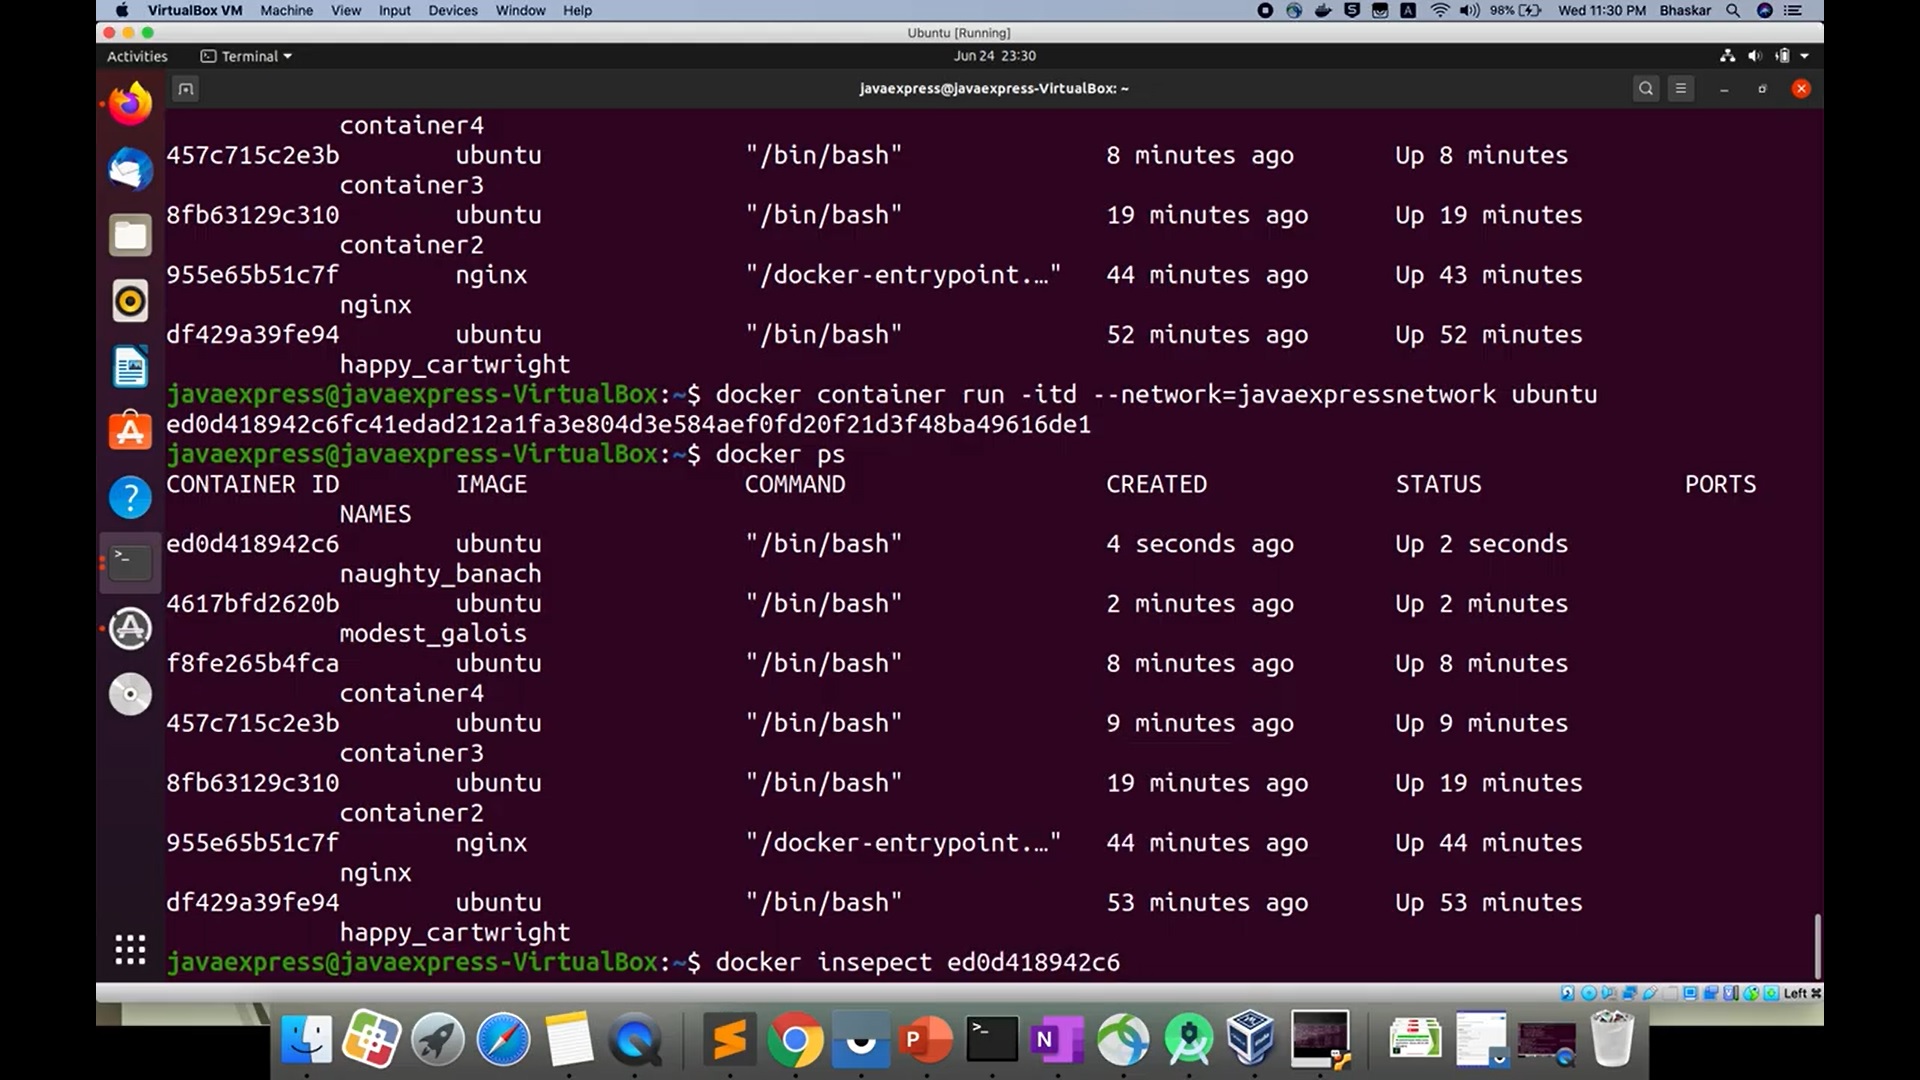 VirtualBox VM Machine View Input Devices Window Help 98% Wed 11:30 PM Bhaskar
Ubuntu [Running]
Activities Terminal Jun 24 23:30
javaexpress@javaexpress-VirtualBox: ~
container4
457c715c2e3b ubuntu "/bin/bash" 8 minutes ago Up 8 minutes
container3
8fb63129c310 ubuntu "/bin/bash" 19 minutes ago Up 19 minutes
container2
955e65b51c7f nginx "/docker-entrypoint.…" 44 minutes ago Up 43 minutes
nginx
df429a39fe94 ubuntu "/bin/bash" 52 minutes ago Up 52 minutes
happy_cartwright
javaexpress@javaexpress-VirtualBox:~$ docker container run -itd --network=javaexpressnetwork ubuntu
ed0d418942c6fc41edad212a1fa3e804d3e584aef0fd20f21d3f48ba49616de1
javaexpress@javaexpress-VirtualBox:~$ docker ps
CONTAINER ID IMAGE COMMAND CREATED STATUS PORTS
NAMES
ed0d418942c6 ubuntu "/bin/bash" 4 seconds ago Up 2 seconds
naughty_banach
4617bfd2620b ubuntu "/bin/bash" 2 minutes ago Up 2 minutes
modest_galois
f8fe265b4fca ubuntu "/bin/bash" 8 minutes ago Up 8 minutes
container4
457c715c2e3b ubuntu "/bin/bash" 9 minutes ago Up 9 minutes
container3
8fb63129c310 ubuntu "/bin/bash" 19 minutes ago Up 19 minutes
container2
955e65b51c7f nginx "/docker-entrypoint.…" 44 minutes ago Up 44 minutes
nginx
df429a39fe94 ubuntu "/bin/bash" 53 minutes ago Up 53 minutes
happy_cartwright
javaexpress@javaexpress-VirtualBox:~$ docker insepect ed0d418942c6
Left ⌘